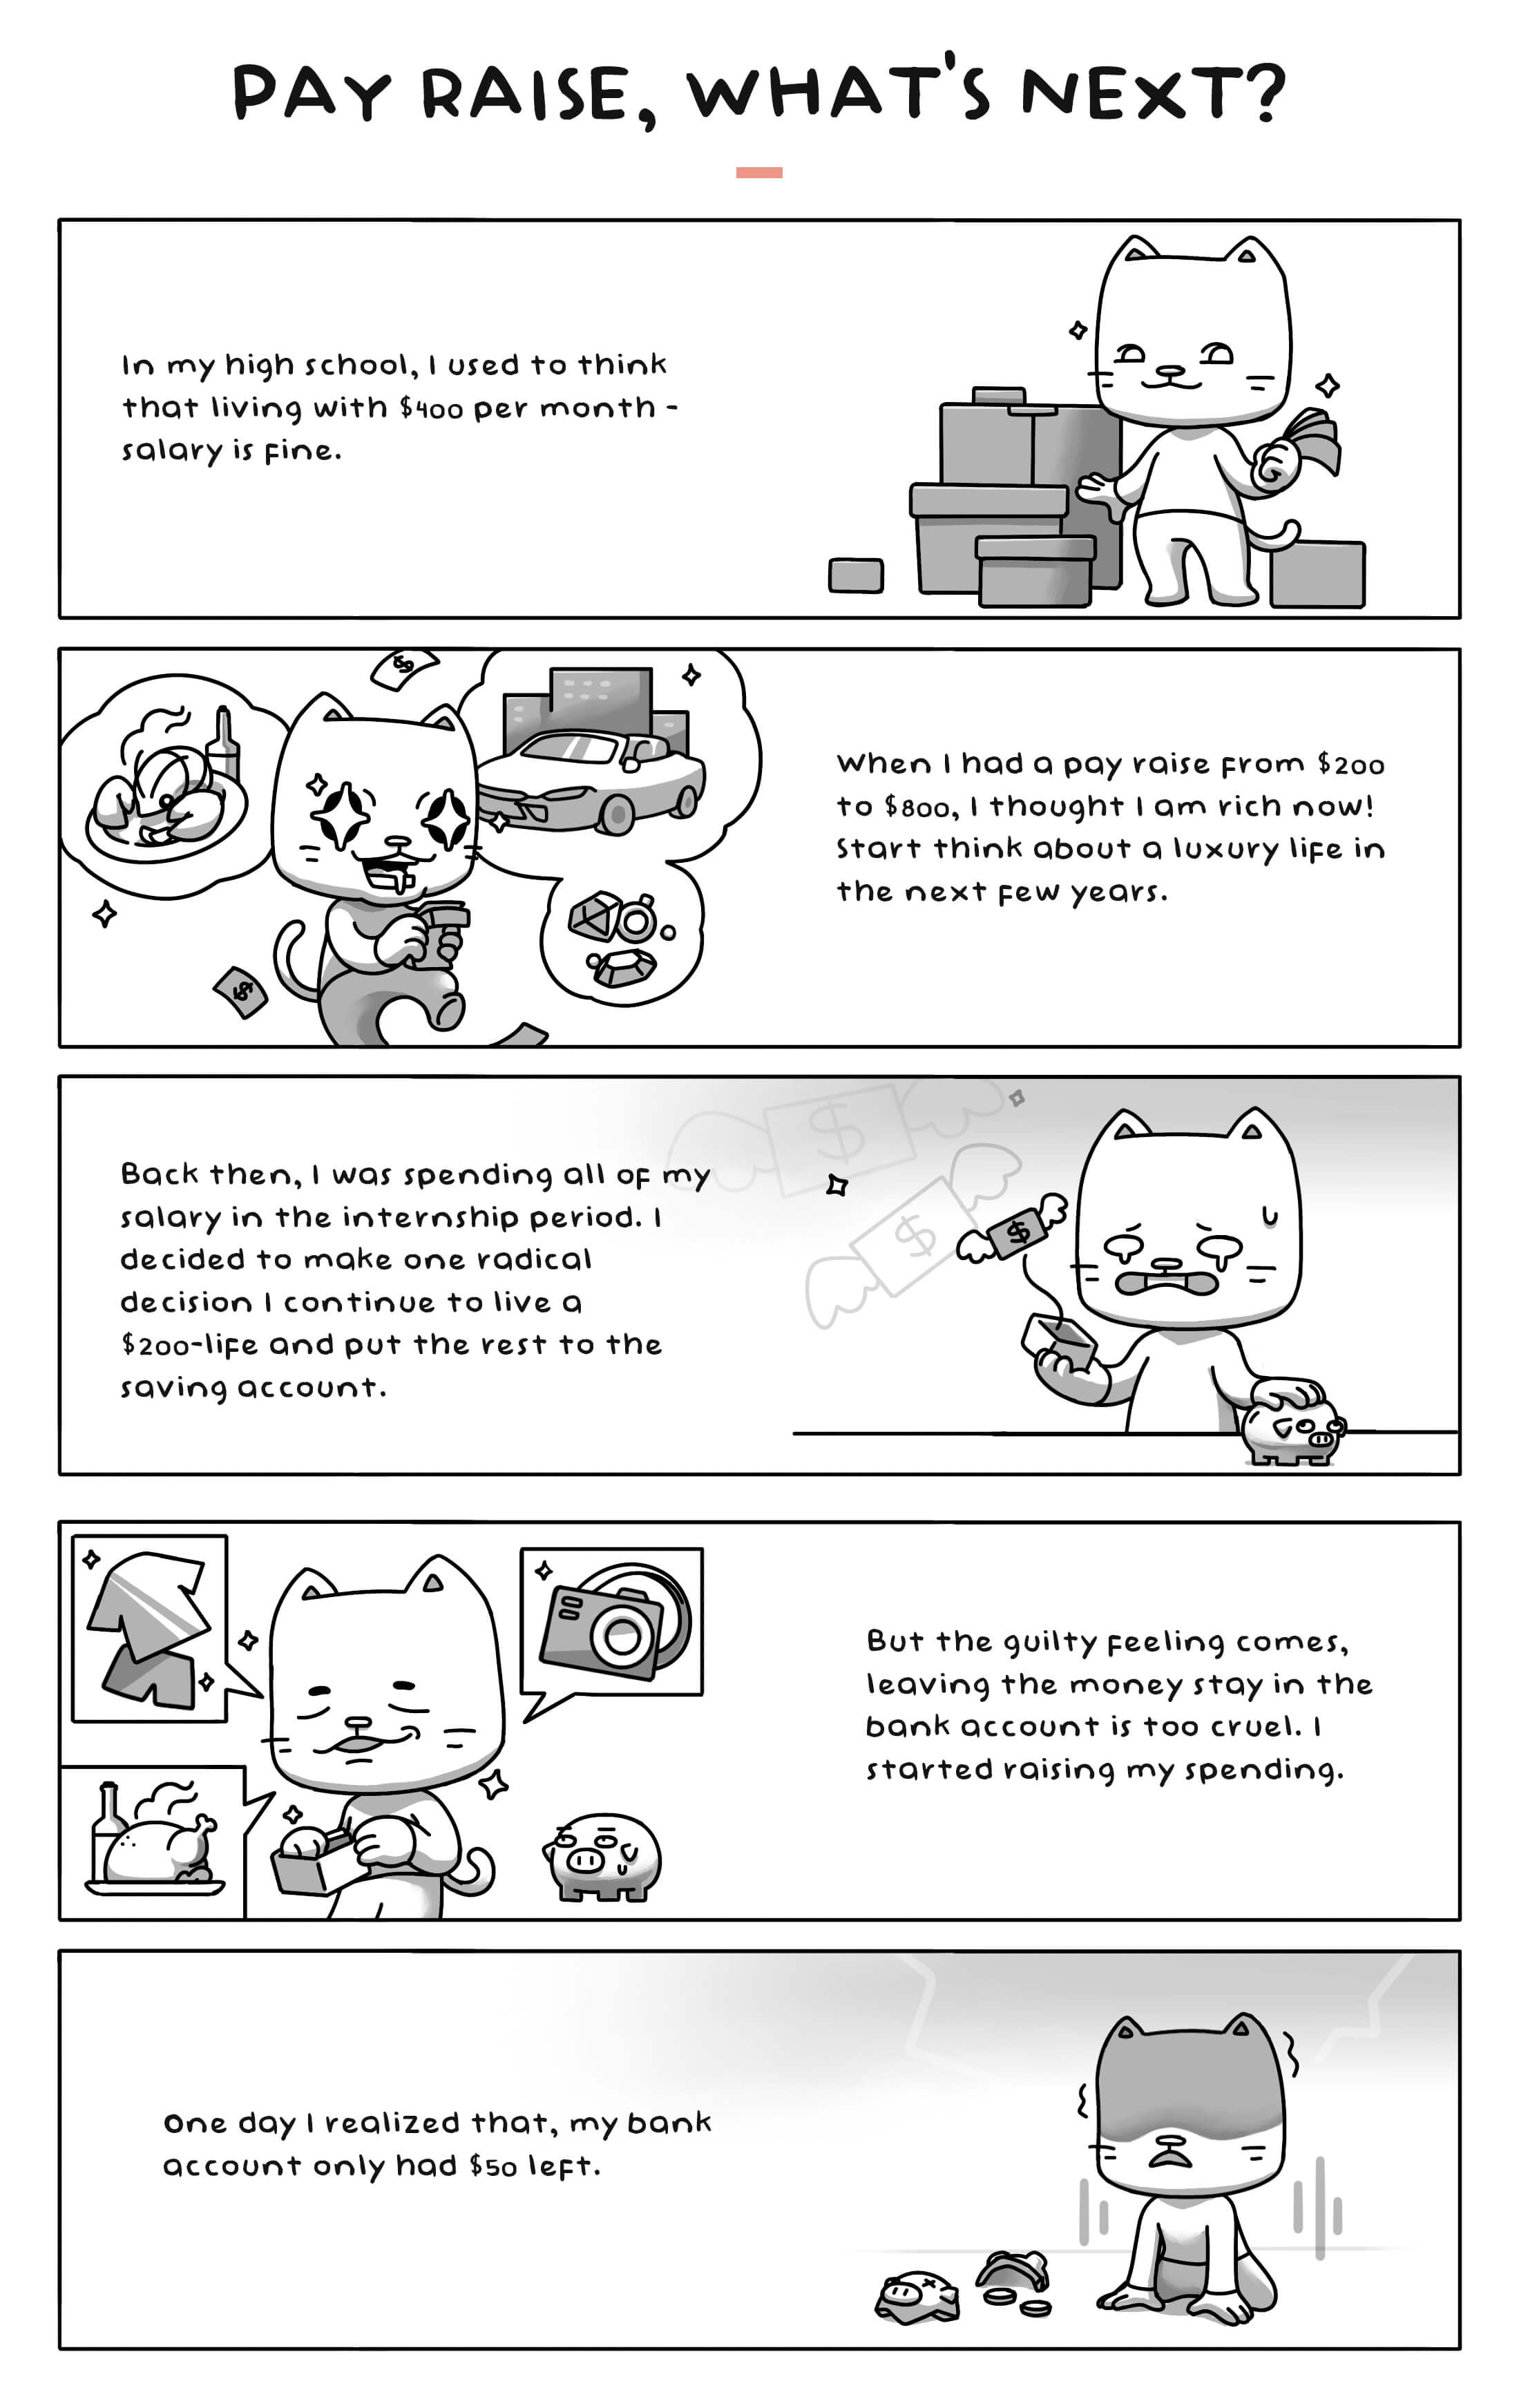 PAY RAISE, WHAT'S NEXT?
In my high school, I used to think
that living with $400 per month -
salary is fine.
$
$
When I had a pay raise from $200
to $800, I thought I am rich now!
Start think about a luxury life in
the next few years.
Back then, I was spending all of my
salary in the internship period. I
decided to make one radical
decision I continue to live a
$200-life and put the rest to the
saving account.
$
$
$
But the guilty feeling comes,
leaving the money stay in the
bank account is too cruel. I
started raising my spending.
One day I realized that, my bank
account only had $50 left.